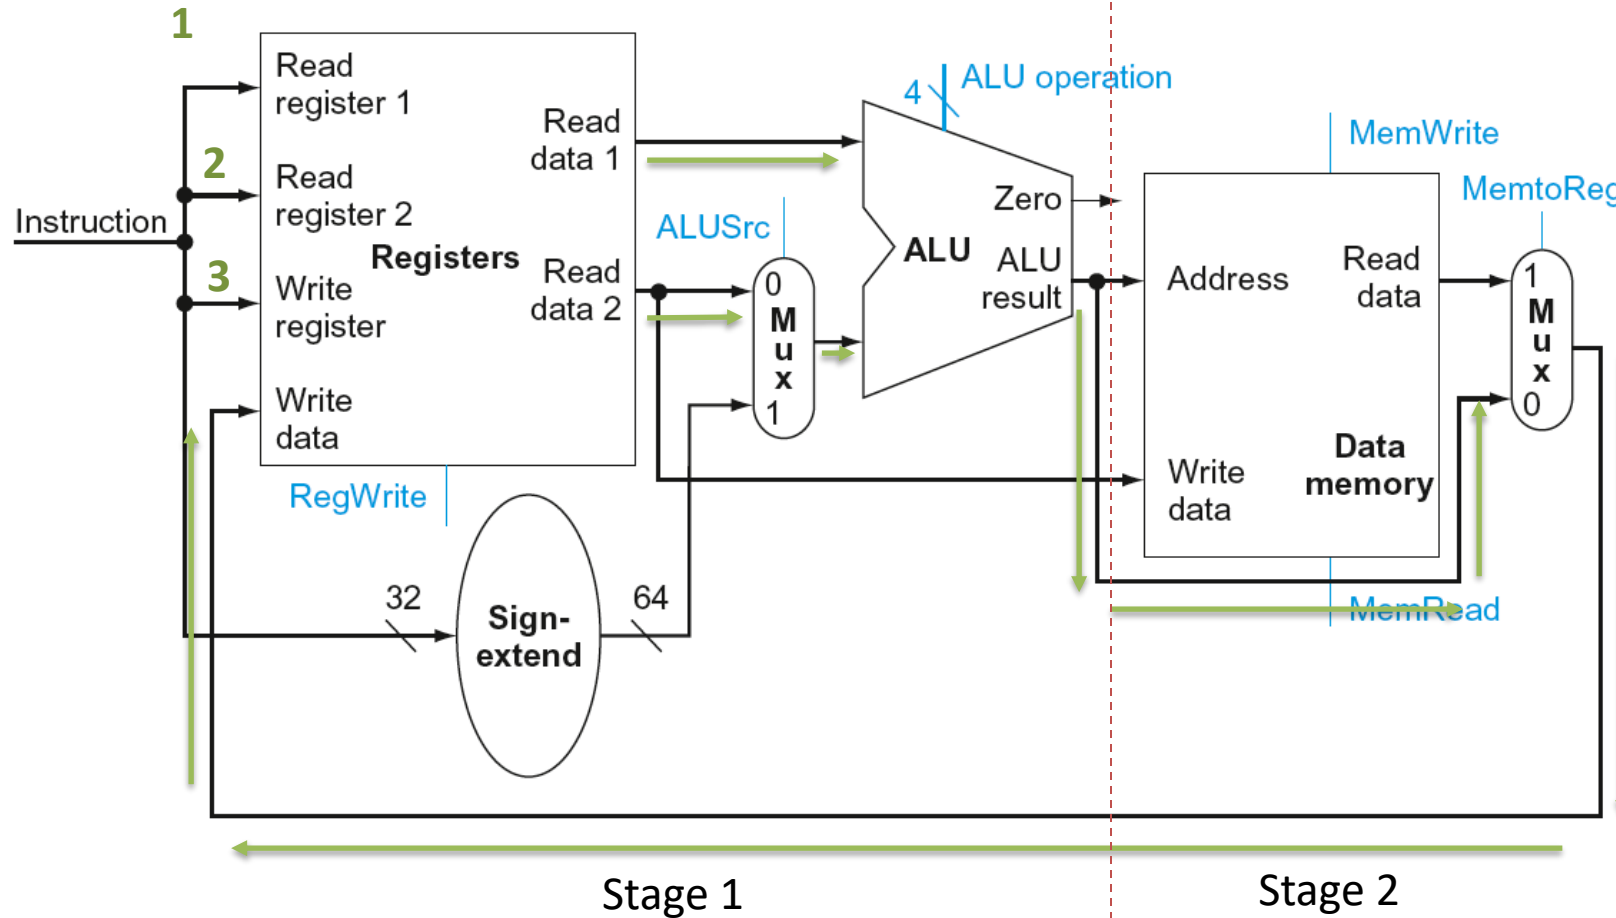 1
Read
register 1
2
Read
register 2
Instruction
3
Write
register
Write
data
Registers
Read
data 1
Read
data 2
RegWrite
32
Sign-
extend
64
ALUSrc
0
M
u
x
1
4
ALU operation
Zero
ALU
ALU
result
MemWrite
MemtoReg
Address
Read
data
Write
data
Data
memory
MemRead
1
M
u
x
0
Stage 1
Stage 2